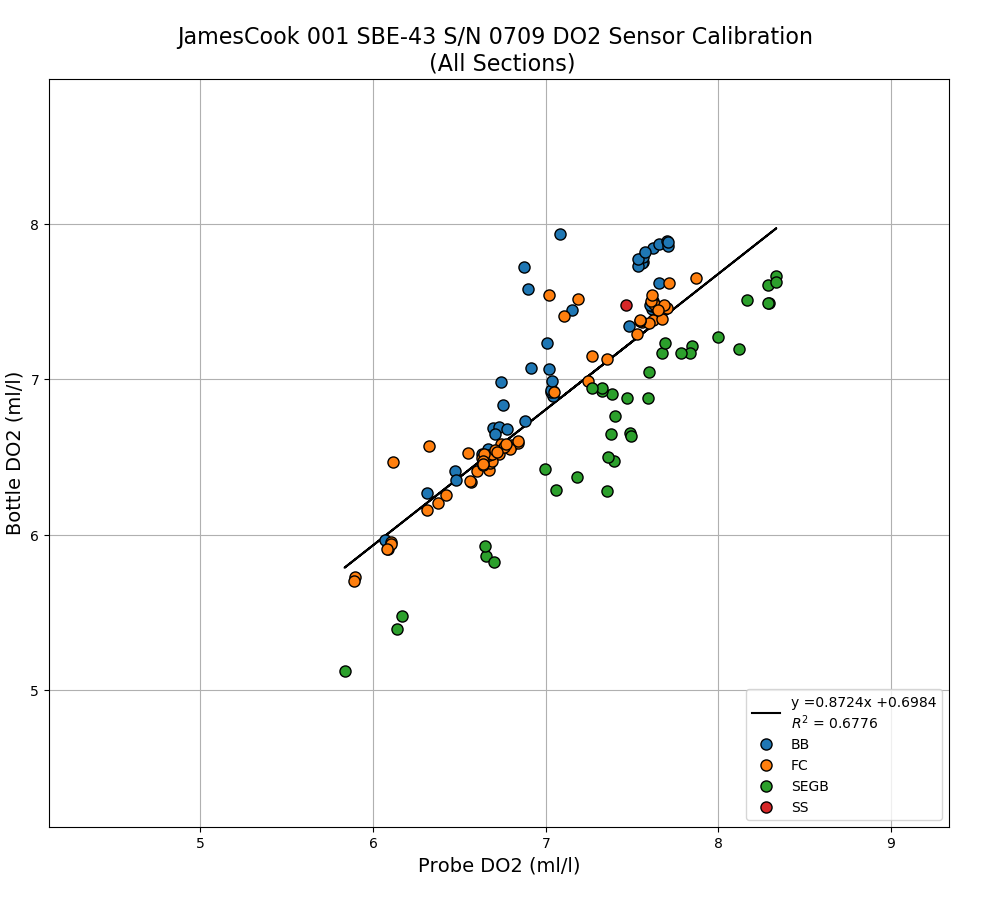 JamesCook 001 SBE-43 S/N 0709 DO2 Sensor Calibration
(All Sections)
Bottle DO2 (ml/l)
8
7
6
5
5
6
7
8
9
Probe DO2 (ml/l)
y =0.8724x +0.6984
R² = 0.6776
BB
FC
SEGB
SS